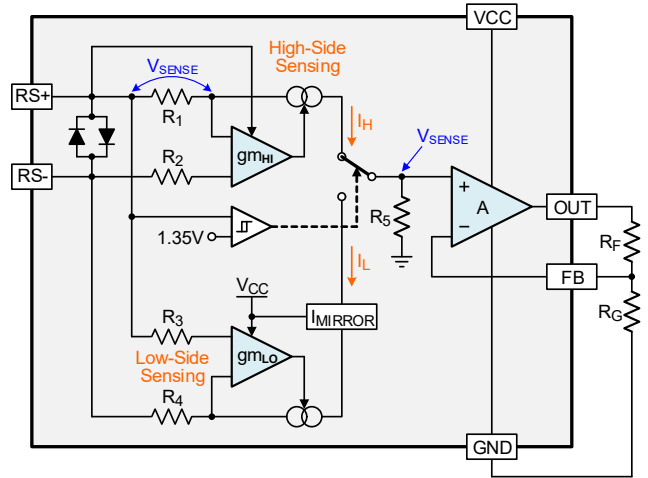 VCC
High-Side
Sensing
VSENSE
RS+
R1
IH
VSENSE
gmHI
R2
RS-
+
A
−
OUT
R5
RF
1.35V
FB
IL
VCC
RG
R3
IMIRROR
gmLO
Low-Side
Sensing
R4
GND